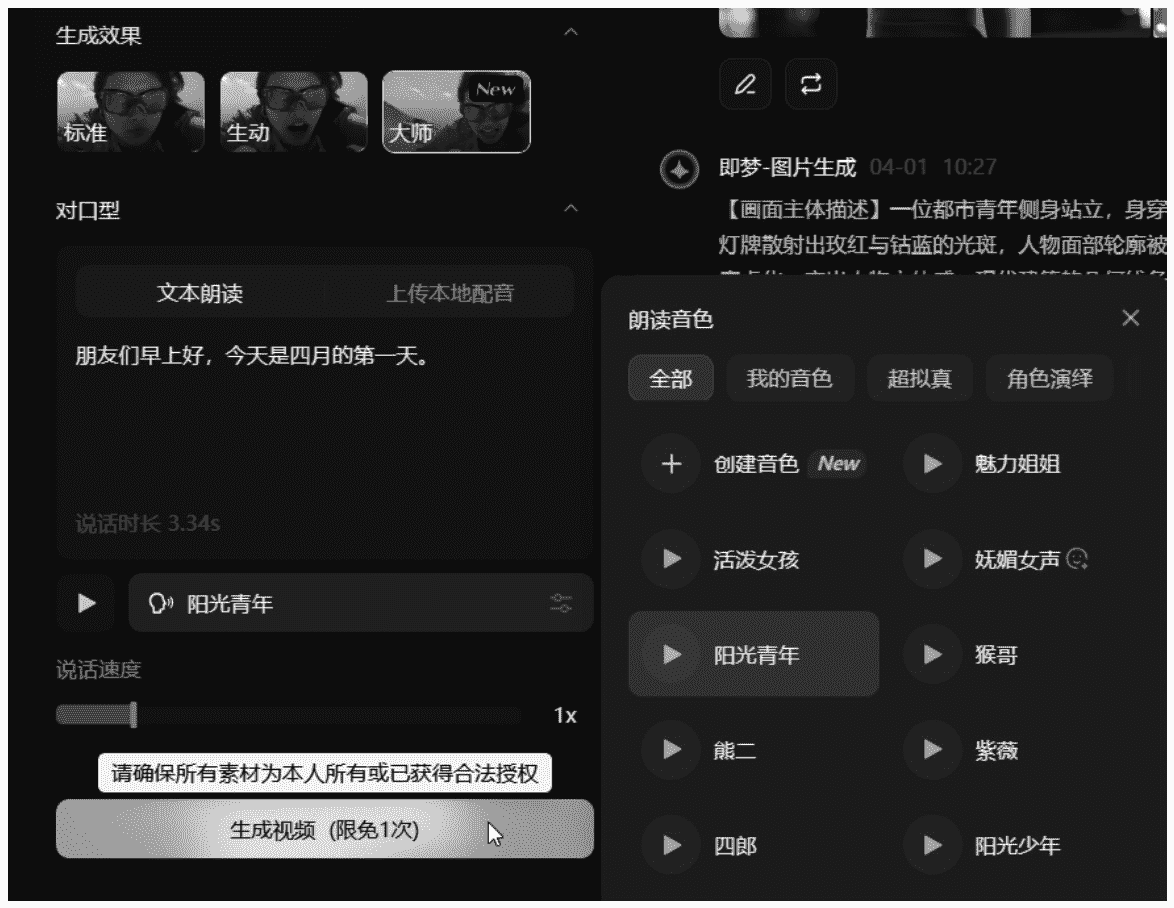 生成效果
标准
生动
大师
New
对口型
文本朗读
上传本地配音
朋友们早上好，今天是四月的第一天。
说话时长 3.34s
阳光青年
说话速度
1x
请确保所有素材为本人所有或已获得合法授权
生成视频 (限免1次)
即梦-图片生成 04-01 10:27
【画面主体描述】一位都市青年侧身站立，身穿
灯牌散射出玫红与钴蓝的光斑，人物面部轮廓被
朗读音色
全部
我的音色
超拟真
角色演绎
创建音色 New
魅力姐姐
活泼女孩
妩媚女声
阳光青年
猴哥
熊二
紫薇
四郎
阳光少年